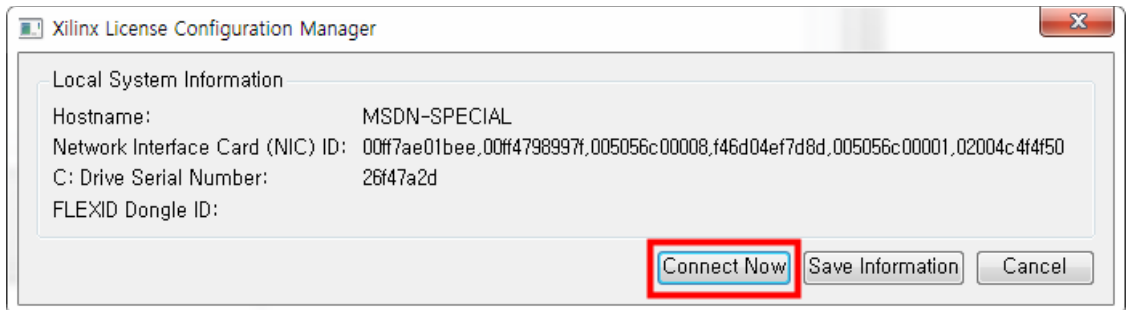 Xilinx License Configuration Manager
Local System Information
Hostname: MSDN-SPECIAL
Network Interface Card (NIC) ID: 00ff7ae01bee,00ff4798997f,005056c00008,f46d04ef7d8d,005056c00001,02004c4f4f50
C: Drive Serial Number: 26f47a2d
FLEXID Dongle ID:
Connect Now Save Information Cancel